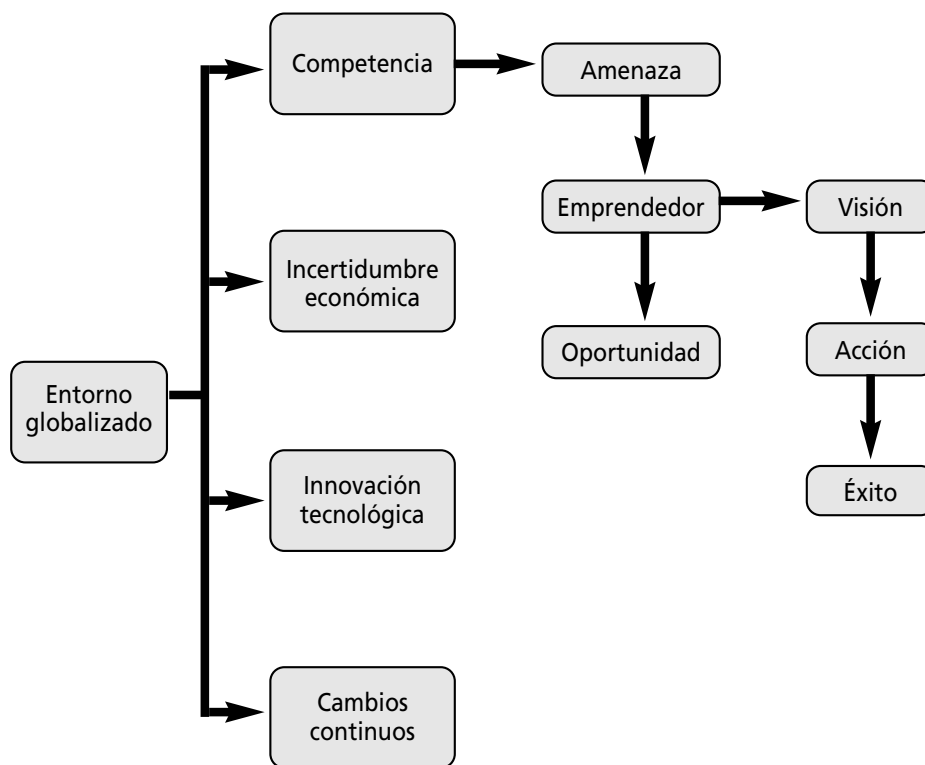 Competencia
Amenaza
Emprendedor
Visión
Incertidumbre
económica
Oportunidad
Acción
Entorno
globalizado
Innovación
tecnológica
Éxito
Cambios
continuos